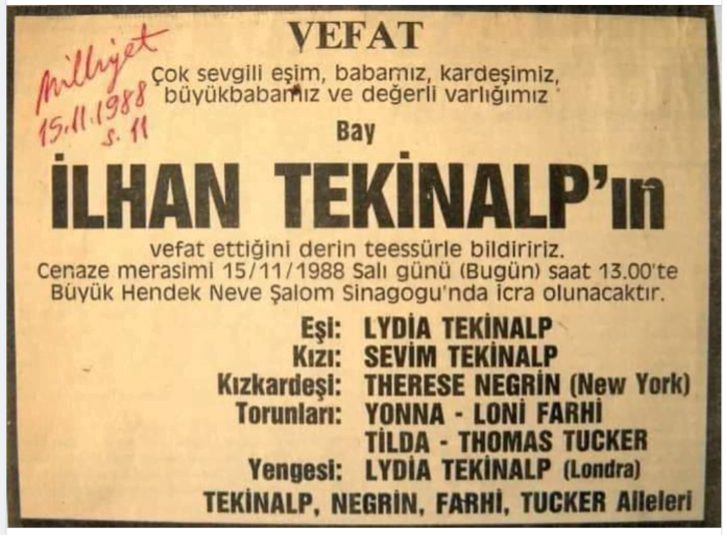 VEFAT
Milliyet
15.11.1988
s. 11
Çok sevgili eşim, babamız, kardeşimiz,
büyükbabamız ve değerli varlığımız
Bay
İLHAN TEKİNALP'ın
vefat ettiğini derin teessürle bildiririz.
Cenaze merasimi 15/11/1988 Salı günü (Bugün) saat 13.00'te
Büyük Hendek Neve Şalom Sinagogu'nda icra olunacaktır.
Eşi: LYDİA TEKİNALP
Kızı: SEVİM TEKİNALP
Kızkardeşi: THERESE NEGRİN (New York)
Torunları: YONNA - LONİ FARHİ
TİLDA - THOMAS TUCKER
Yengesi: LYDİA TEKİNALP (Londra)
TEKİNALP, NEGRİN, FARHİ, TUCKER Aileleri